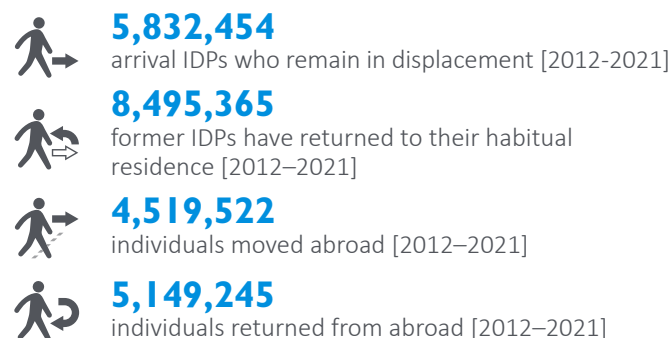 5,832,454
arrival IDPs who remain in displacement [2012-2021]
8,495,365
former IDPs have returned to their habitual
residence [2012–2021]
4,519,522
individuals moved abroad [2012–2021]
5,149,245
individuals returned from abroad [2012–2021]